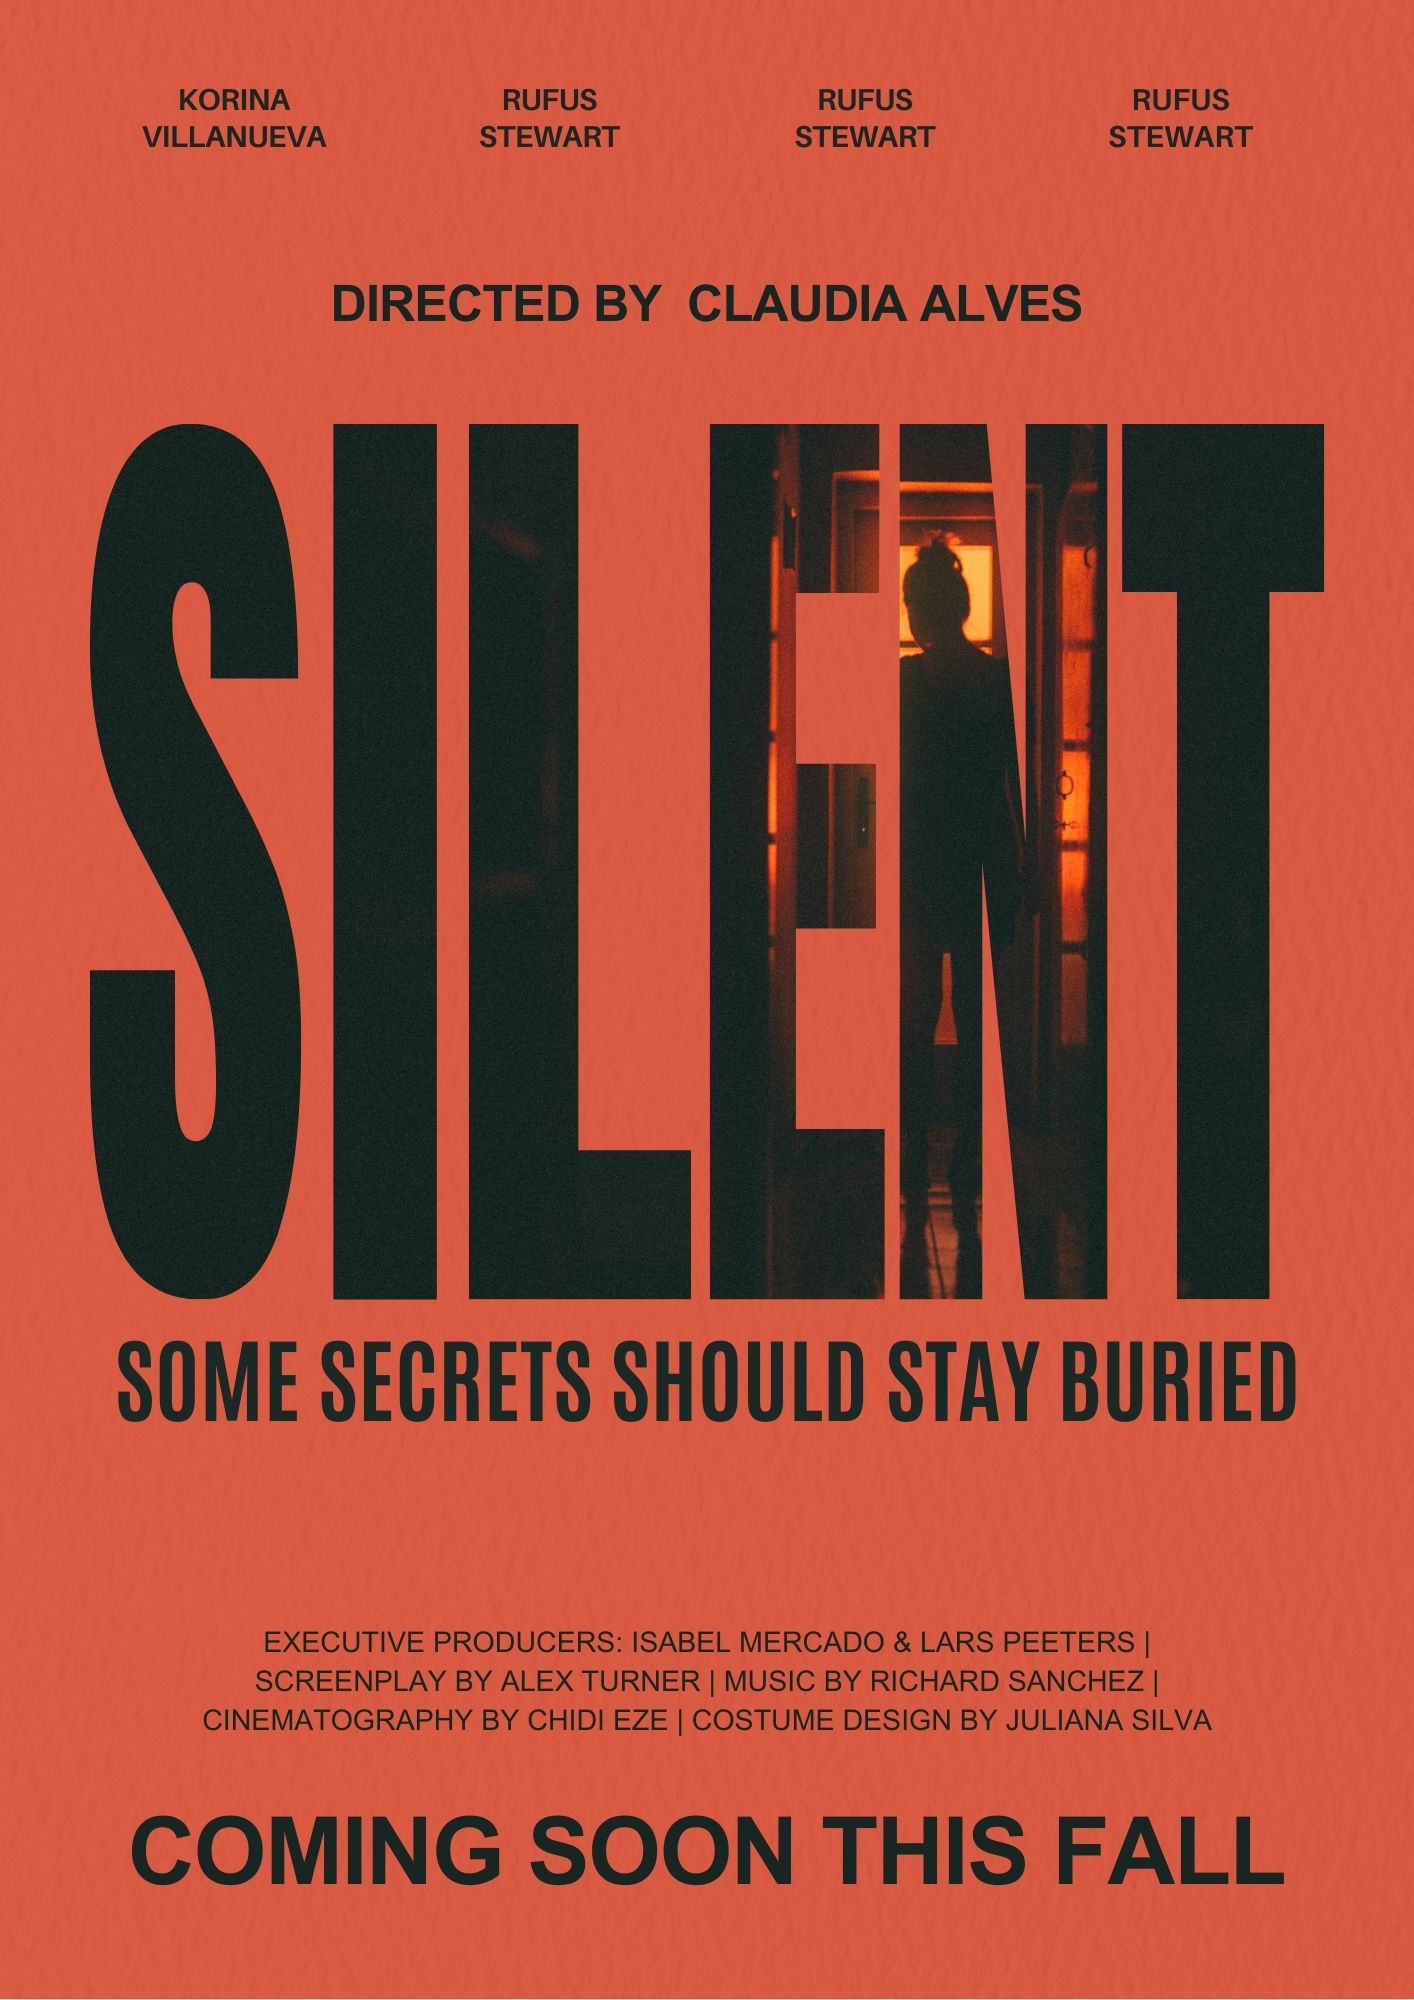 KORINA VILLANUEVA
RUFUS STEWART
RUFUS STEWART
RUFUS STEWART
DIRECTED BY  CLAUDIA ALVES
SILENT
SOME SECRETS SHOULD STAY BURIED
EXECUTIVE PRODUCERS: ISABEL MERCADO & LARS PEETERS |
SCREENPLAY BY ALEX TURNER | MUSIC BY RICHARD SANCHEZ |
CINEMATOGRAPHY BY CHIDI EZE | COSTUME DESIGN BY JULIANA SILVA
COMING SOON THIS FALL